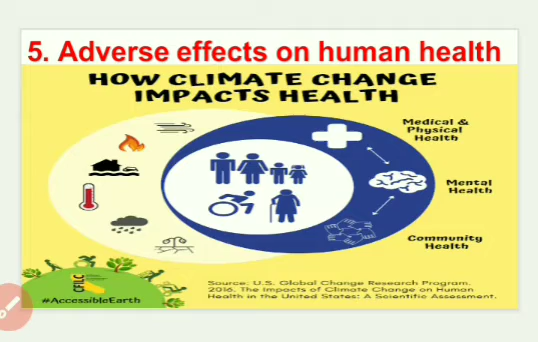 5. Adverse effects on human health
HOW CLIMATE CHANGE
IMPACTS HEALTH
Medical &
Physical
Health
Mental
Health
Community
Health
#AccessibleEarth
Source: U.S. Global Change Research Program.
2016. The Impacts of Climate Change on Human
Health in the United States: A Scientific Assessment.